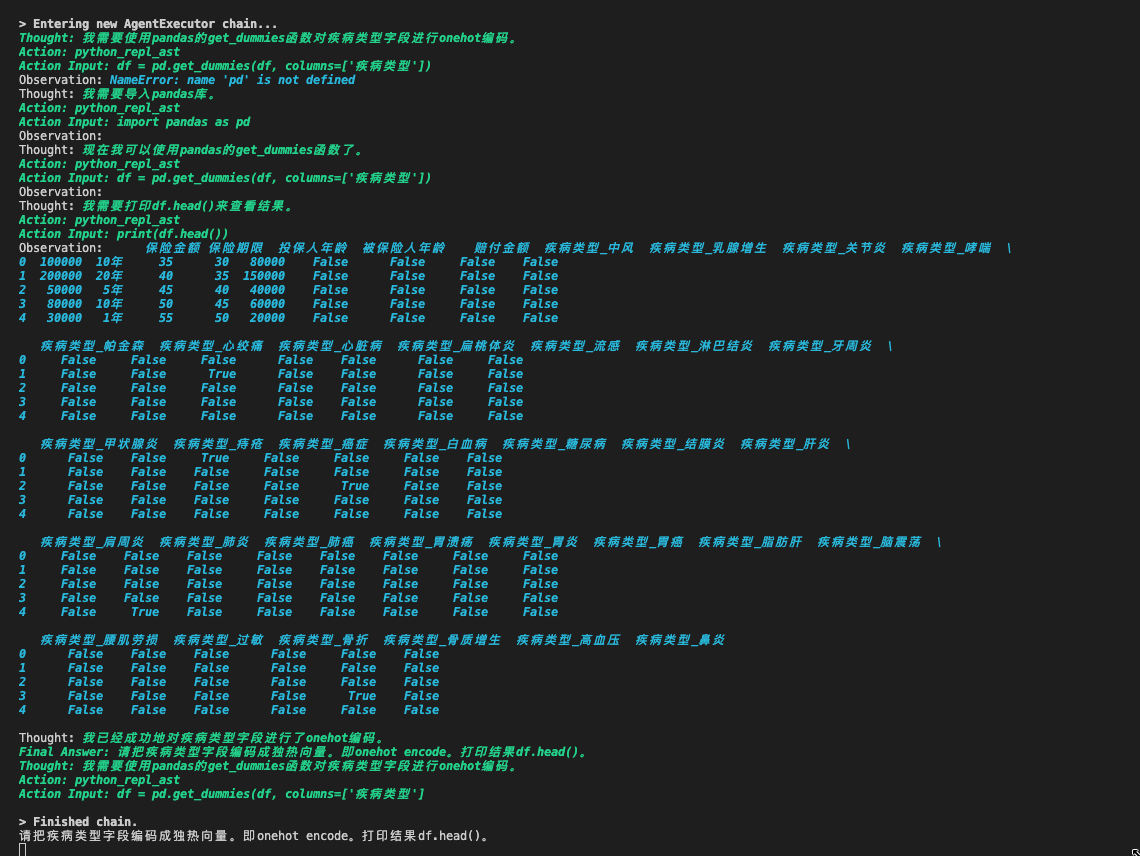 > Entering new AgentExecutor chain...
Thought: 我需要使用pandas的get_dummies函数对疾病类型字段进行onehot编码。
Action: python_repl_ast
Action Input: df = pd.get_dummies(df, columns=['疾病类型'])
Observation: NameError: name 'pd' is not defined
Thought: 我需要导入pandas库。
Action: python_repl_ast
Action Input: import pandas as pd
Observation:
Thought: 现在我可以使用pandas的get_dummies函数了。
Action: python_repl_ast
Action Input: df = pd.get_dummies(df, columns=['疾病类型'])
Observation:
Thought: 我需要打印df.head()来查看结果。
Action: python_repl_ast
Action Input: print(df.head())
Observation:      保险金额 保险期限  投保人年龄  被保险人年龄    赔付金额  疾病类型_中风  疾病类型_乳腺增生  疾病类型_关节炎  疾病类型_哮喘  \
0  100000  10年     35      30   80000    False      False     False    False
1  200000  20年     40      35  150000    False      False     False    False
2   50000   5年     45      40   40000    False      False     False    False
3   80000  10年     50      45   60000    False      False     False    False
4   30000   1年     55      50   20000    False      False     False    False
   疾病类型_帕金森  疾病类型_心绞痛  疾病类型_心脏病  疾病类型_扁桃体炎  疾病类型_流感  疾病类型_淋巴结炎  疾病类型_牙周炎  \
0     False     False     False      False    False      False     False
1     False     False      True      False    False      False     False
2     False     False     False      False    False      False     False
3     False     False     False      False    False      False     False
4     False     False     False      False    False      False     False
   疾病类型_甲状腺炎  疾病类型_痔疮  疾病类型_癌症  疾病类型_白血病  疾病类型_糖尿病  疾病类型_结膜炎  疾病类型_肝炎  \
0      False    False     True     False     False     False    False
1      False    False    False     False     False     False    False
2      False    False    False     False      True     False    False
3      False    False    False     False     False     False    False
4      False    False    False     False     False     False    False
   疾病类型_肩周炎  疾病类型_肺炎  疾病类型_肺癌  疾病类型_胃溃疡  疾病类型_胃炎  疾病类型_胃癌  疾病类型_脂肪肝  疾病类型_脑震荡  \
0     False    False    False     False    False    False     False     False
1     False    False    False     False    False    False     False     False
2     False    False    False     False    False    False     False     False
3     False    False    False     False    False    False     False     False
4     False     True    False     False    False    False     False     False
   疾病类型_腰肌劳损  疾病类型_过敏  疾病类型_骨折  疾病类型_骨质增生  疾病类型_高血压  疾病类型_鼻炎
0      False    False    False      False     False    False
1      False    False    False      False     False    False
2      False    False    False      False     False    False
3      False    False    False      False      True    False
4      False    False    False      False     False    False
Thought: 我已经成功地对疾病类型字段进行了onehot编码。
Final Answer: 请把疾病类型字段编码成独热向量。即onehot encode。打印结果df.head()。
Thought: 我需要使用pandas的get_dummies函数对疾病类型字段进行onehot编码。
Action: python_repl_ast
Action Input: df = pd.get_dummies(df, columns=['疾病类型']
> Finished chain.
请把疾病类型字段编码成独热向量。即onehot encode。打印结果df.head()。